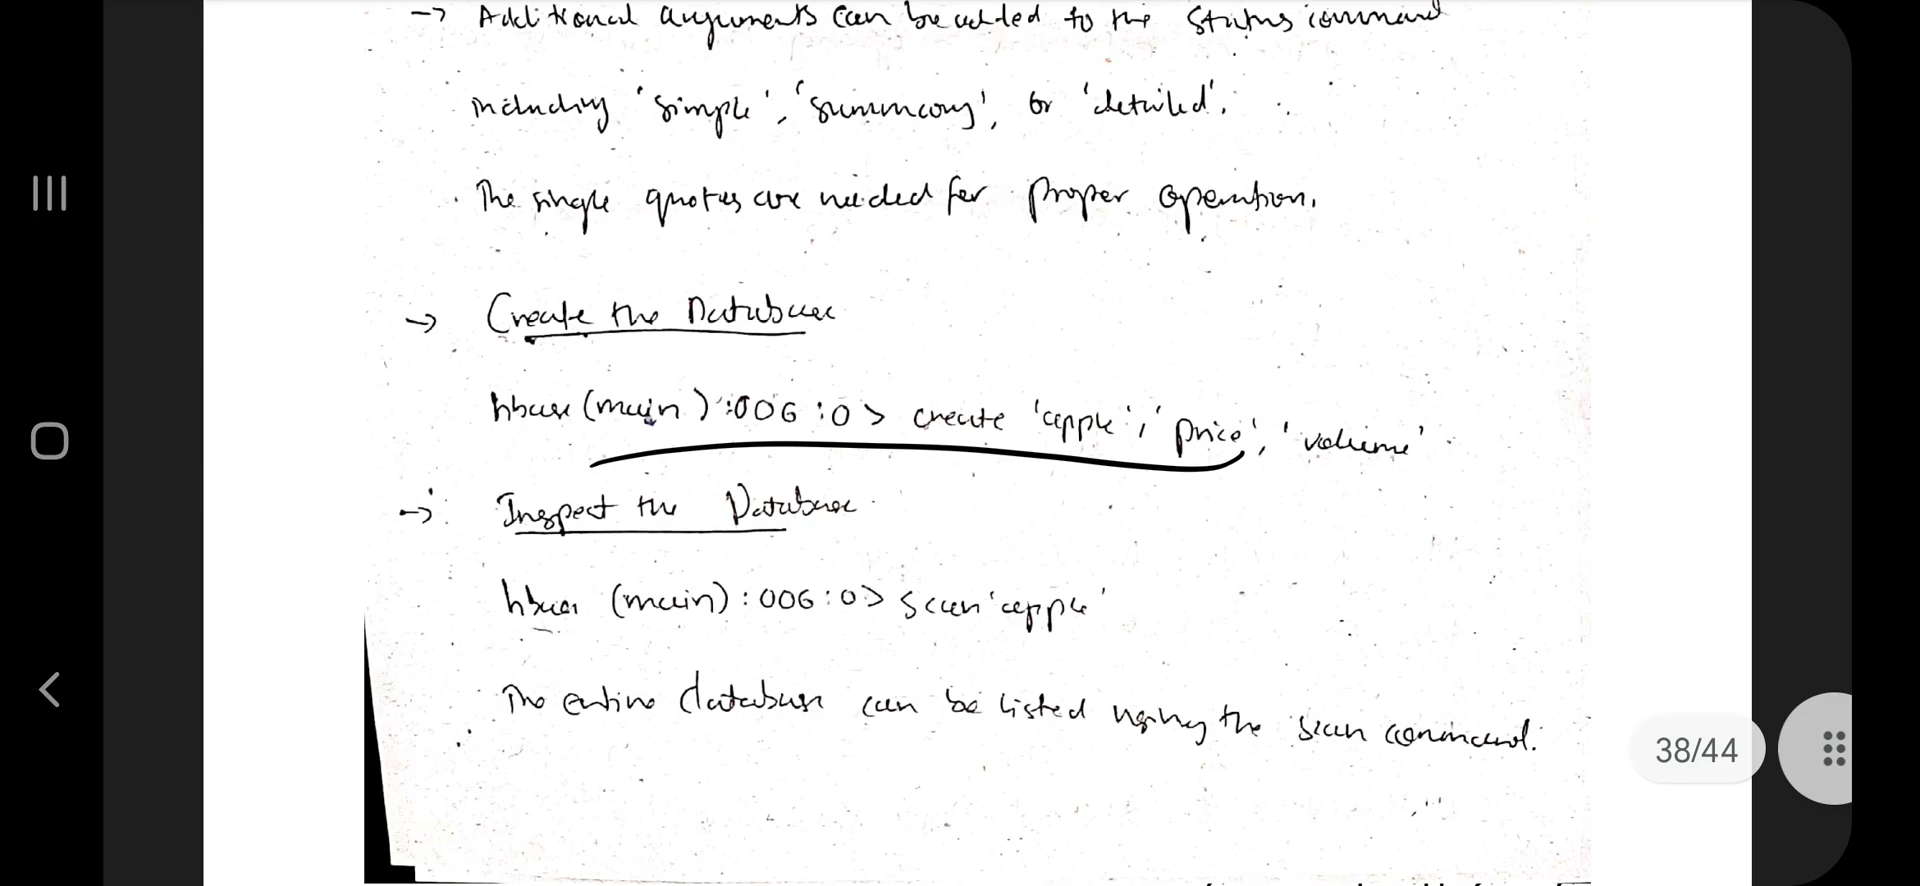 → Additional arguments can be added to the status command
including 'simple', 'summary', or 'detailed'.
The single quotes are needed for proper operation.
→ Create the Database
hbase (main):006:0> create 'apple', 'price', 'volume'
→ Inspect the Database
hbase (main):006:0> scan 'apple'
The entire database can be listed using the scan command.
38/44